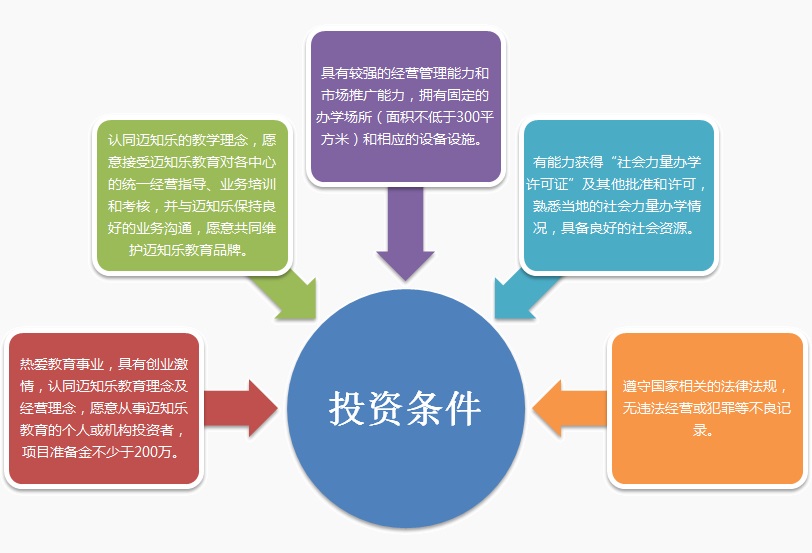 具有较强的经营管理能力和
市场推广能力，拥有固定的
办学场所（面积不低于300平
方米）和相应的设备设施。
认同迈知乐的教学理念，愿
意接受迈知乐教育对各中心
的统一经营指导、业务培训
和考核，并与迈知乐保持良
好的业务沟通，愿意共同维
护迈知乐教育品牌。
有能力获得“社会力量办学
许可证”及其他批准和许可，
熟悉当地的社会力量办学情
况，具备良好的社会资源。
热爱教育事业，具有创业激
情，认同迈知乐教育理念及
经营理念，愿意从事迈知乐
教育的个人或机构投资者，
项目准备金不少于200万。
投资条件
遵守国家相关的法律法规，
无违法经营或犯罪等不良记
录。